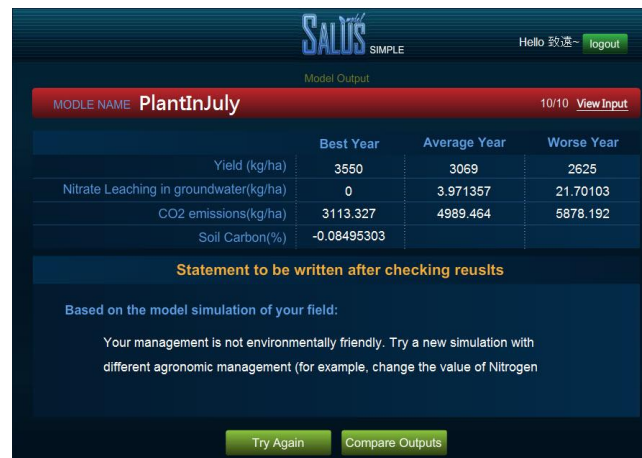 SALUS SIMPLE
Hello 致遠~ logout
Model Output
MODLE NAME PlantInJuly 10/10 View Input
Best Year Average Year Worse Year
Yield (kg/ha) 3550 3069 2625
Nitrate Leaching in groundwater(kg/ha) 0 3.971357 21.70103
CO2 emissions(kg/ha) 3113.327 4989.464 5878.192
Soil Carbon(%) -0.08495303
Statement to be written after checking reuslts
Based on the model simulation of your field:
Your management is not environmentally friendly. Try a new simulation with
different agronomic management (for example, change the value of Nitrogen
Try Again Compare Outputs